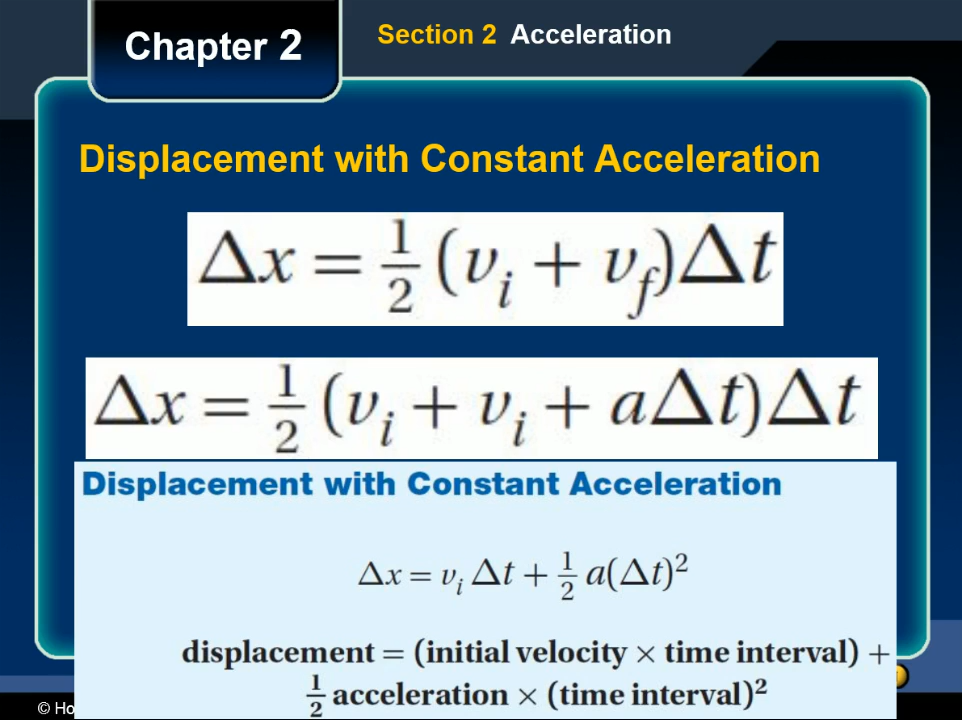 Chapter 2
Section 2 Acceleration
Displacement with Constant Acceleration
Δx = ½ (vᵢ + v_f)Δt
Δx = ½ (vᵢ + vᵢ + aΔt)Δt
Displacement with Constant Acceleration
Δx = vᵢ Δt + ½ a(Δt)²
displacement = (initial velocity × time interval) +
½ acceleration × (time interval)²
©